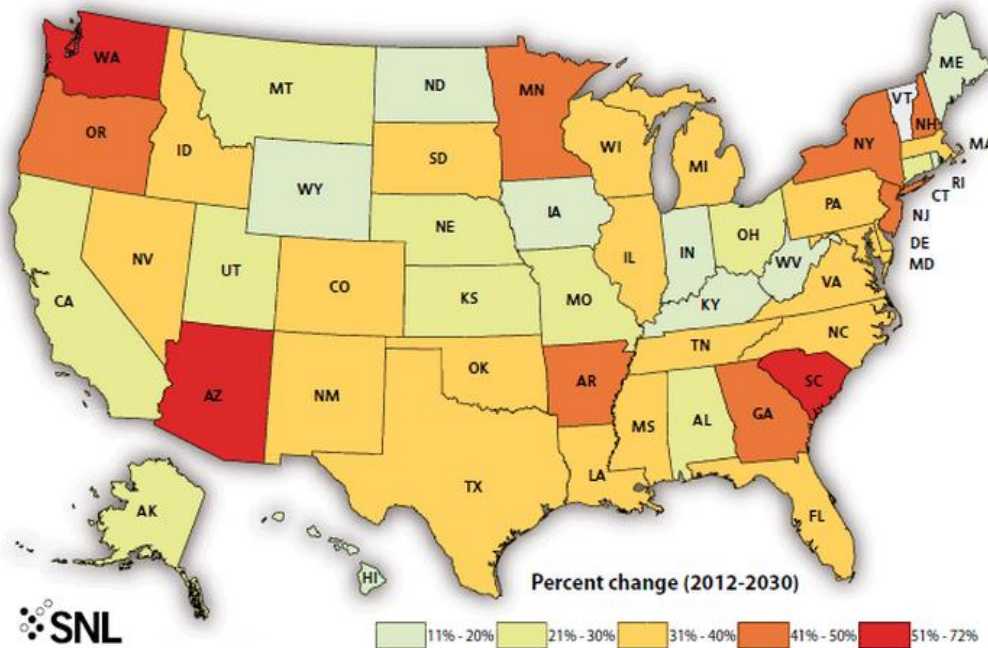 WA
MT
ND
MN
ME
VT
NH
OR
ID
SD
WI
MI
NY
MA
WY
RI
CT
IA
PA
NJ
NE
OH
DE
NV
UT
IL
IN
WV
MD
CA
CO
KS
MO
KY
VA
NC
TN
AZ
NM
OK
AR
SC
MS
AL
GA
TX
LA
FL
AK
HI
Percent change (2012-2030)
SNL
11% - 20%
21% - 30%
31% - 40%
41% - 50%
51% - 72%